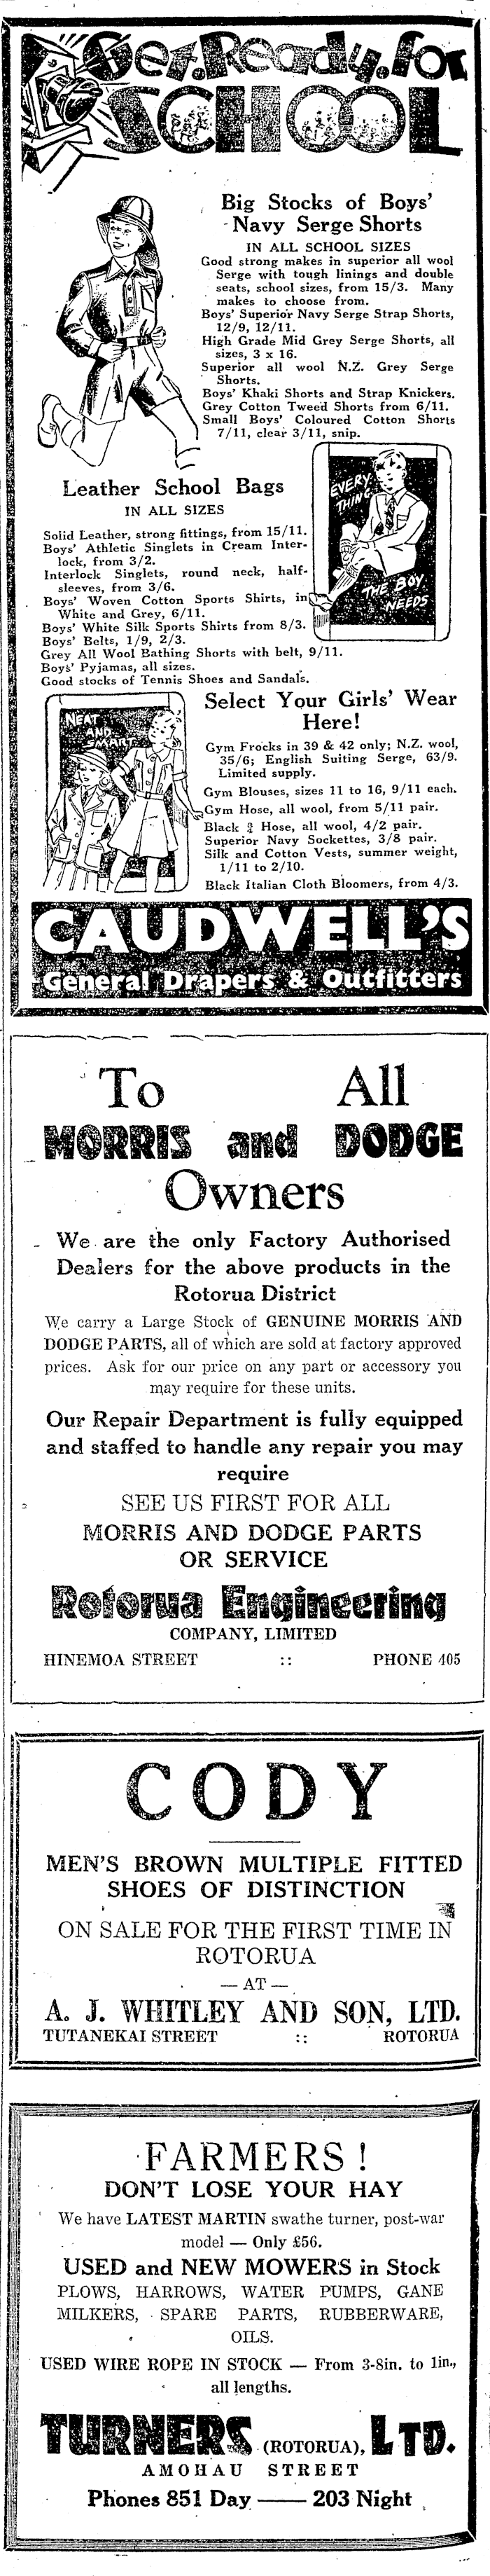 Get Ready for
SCHOOL
Big Stocks of Boys'
Navy Serge Shorts
IN ALL SCHOOL SIZES
Good strong makes in superior all wool
Serge with tough linings and double
seats, school sizes, from 15/3. Many
makes to choose from.
Boys' Superior Navy Serge Strap Shorts,
12/9, 12/11.
High Grade Mid Grey Serge Shorts, all
sizes, 3 x 16.
Superior all wool N.Z. Grey Serge
Shorts.
Boys' Khaki Shorts and Strap Knickers.
Grey Cotton Tweed Shorts from 6/11.
Small Boys' Coloured Cotton Shorts
7/11, clear 3/11, snip.
EVERY
THING
THE BOY
NEEDS
Leather School Bags
IN ALL SIZES
Solid Leather, strong fittings, from 15/11.
Boys' Athletic Singlets in Cream Inter-
lock, from 3/2.
Interlock Singlets, round neck, half-
sleeves, from 3/6.
Boys' Woven Cotton Sports Shirts, in
White and Grey, 6/11.
Boys' White Silk Sports Shirts from 8/3.
Boys' Belts, 1/9, 2/3.
Grey All Wool Bathing Shorts with belt, 9/11.
Boys' Pyjamas, all sizes.
Good stocks of Tennis Shoes and Sandals.
NEAT
AND
SMART
Select Your Girls' Wear
Here!
Gym Frocks in 39 & 42 only; N.Z. wool,
35/6; English Suiting Serge, 63/9.
Limited supply.
Gym Blouses, sizes 11 to 16, 9/11 each.
Gym Hose, all wool, from 5/11 pair.
Black ¾ Hose, all wool, 4/2 pair.
Superior Navy Sockettes, 3/8 pair.
Silk and Cotton Vests, summer weight,
1/11 to 2/10.
Black Italian Cloth Bloomers, from 4/3.
CAUDWELL'S
General Drapers & Outfitters
To All
MORRIS and DODGE
Owners
We are the only Factory Authorised
Dealers for the above products in the
Rotorua District
We carry a Large Stock of GENUINE MORRIS AND
DODGE PARTS, all of which are sold at factory approved
prices. Ask for our price on any part or accessory you
may require for these units.
Our Repair Department is fully equipped
and staffed to handle any repair you may
require
SEE US FIRST FOR ALL
MORRIS AND DODGE PARTS
OR SERVICE
Rotorua Engineering
COMPANY, LIMITED
HINEMOA STREET :: PHONE 405
CODY
MEN'S BROWN MULTIPLE FITTED
SHOES OF DISTINCTION
ON SALE FOR THE FIRST TIME IN
ROTORUA
— AT —
A. J. WHITLEY AND SON, LTD.
TUTANEKAI STREET :: ROTORUA
FARMERS!
DON'T LOSE YOUR HAY
We have LATEST MARTIN swathe turner, post-war
model — Only £56.
USED and NEW MOWERS in Stock
PLOWS, HARROWS, WATER PUMPS, GANE
MILKERS, SPARE PARTS, RUBBERWARE,
OILS.
USED WIRE ROPE IN STOCK — From 3-8in. to 1in.,
all lengths.
TURNERS (ROTORUA), LTD.
AMOHAU STREET
Phones 851 Day —— 203 Night